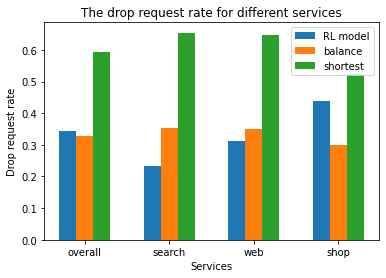 The drop request rate for different services
RL model
balance
shortest
Drop request rate
0.6
0.5
0.4
0.3
0.2
0.1
0.0
overall
search
web
shop
Services